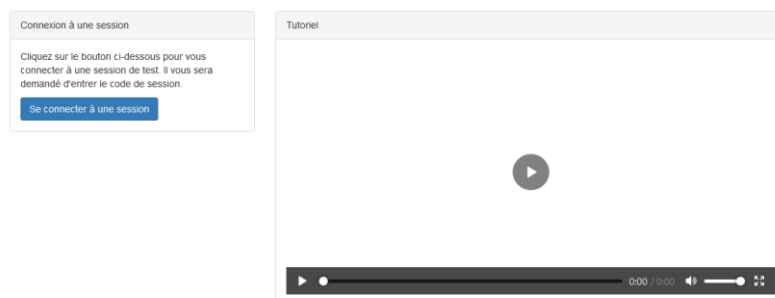 Connexion à une session
Cliquez sur le bouton ci-dessous pour vous
connecter à une session de test. Il vous sera
demandé d'entrer le code de session.
Se connecter à une session
Tutoriel
0:00 / 0:00